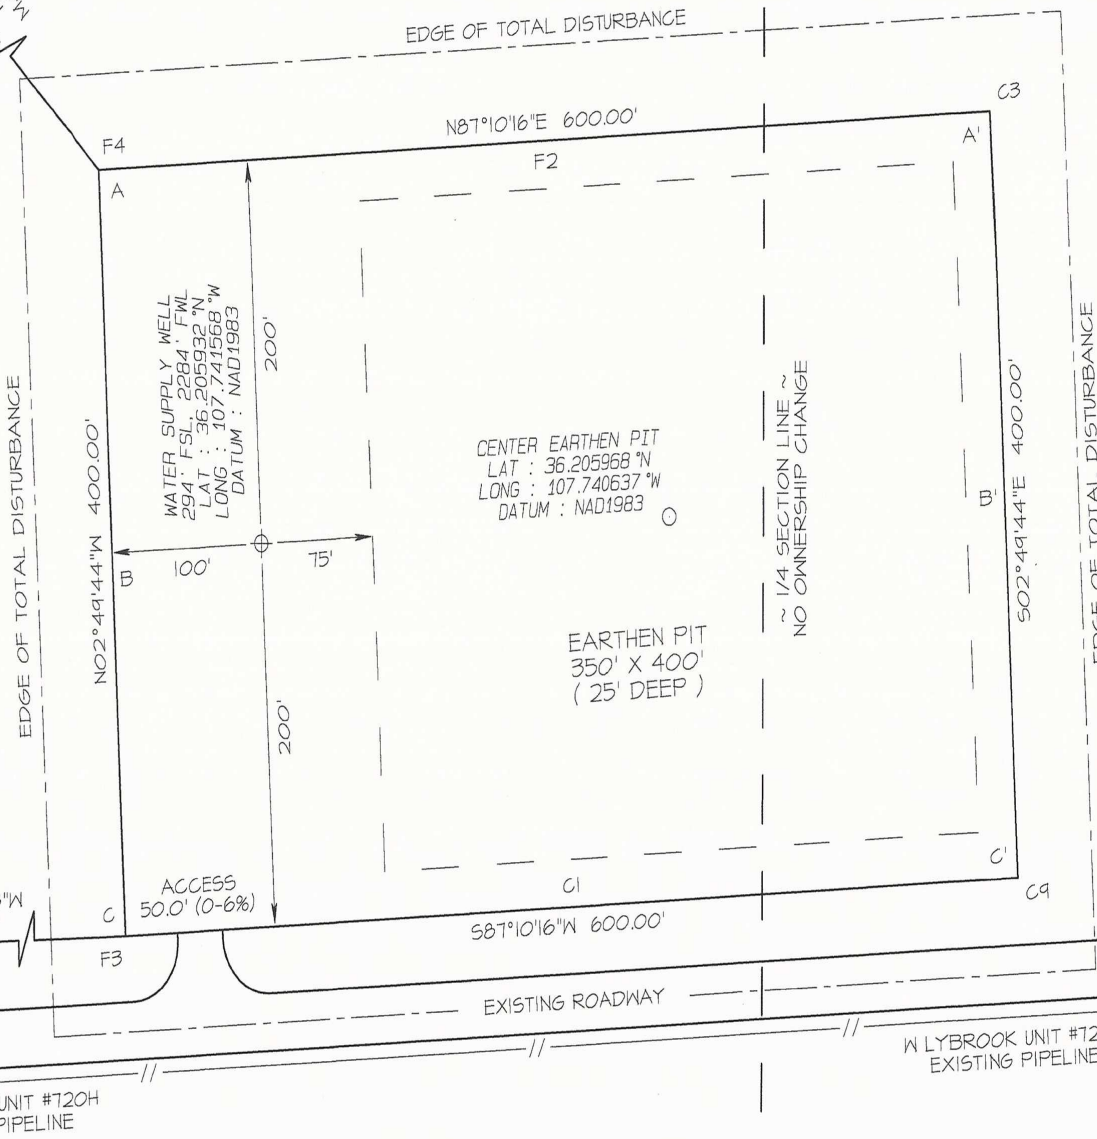 EDGE OF TOTAL DISTURBANCE
C3
N87°10'16"E 600.00'
A'
F4
F2
A
WATER SUPPLY WELL
294' FSL, 2284' FWL
LAT : 36.205932 °N
LONG : 107.741568 °W
DATUM : NAD1983
200'
EDGE OF TOTAL DISTURBANCE
N02°49'44"W 400.00'
CENTER EARTHEN PIT
LAT : 36.205968 °N
LONG : 107.740637 °W
DATUM : NAD1983
~ 1/4 SECTION LINE ~
NO OWNERSHIP CHANGE
B'
S02°49'44"E 400.00'
EDGE OF TOTAL DISTURBANCE
100'
75'
B
EARTHEN PIT
350' X 400'
( 25' DEEP )
200'
C'
ACCESS
50.0' (0-6%)
C1
C9
"W
C
S87°10'16"W 600.00'
F3
EXISTING ROADWAY
W LYBROOK UNIT #72
EXISTING PIPELINE
UNIT #720H
PIPELINE